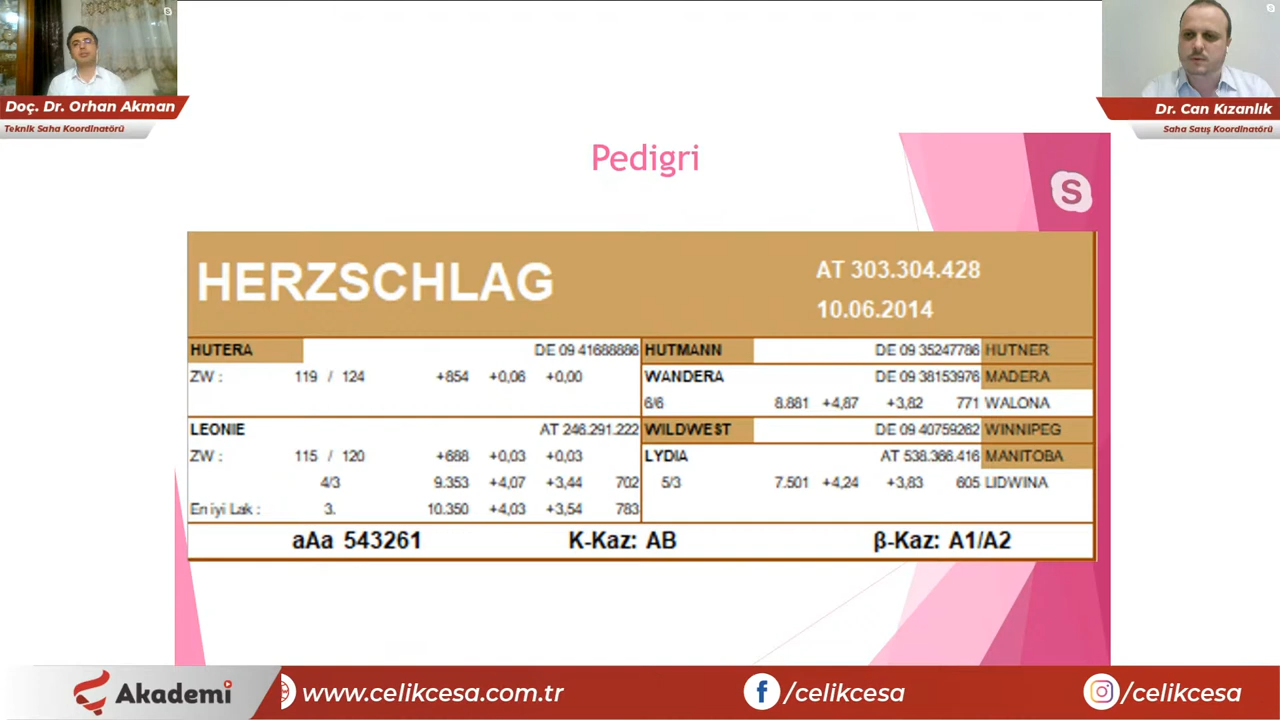 Doç. Dr. Orhan Akman
Teknik Saha Koordinatörü
Dr. Can Kızanlık
Saha Satış Koordinatörü
Pedigri
HERZSCHLAG
AT 303.304.428
10.06.2014
HUTERA DE 09 41688886 HUTMANN DE 09 35247786 HUTNER
ZW : 119 / 124 +854 +0,06 +0,00 WANDERA DE 09 38153976 MADERA
6/6 8.881 +4,87 +3,82 771 WALONA
LEONIE AT 246.291.222 WILDWEST DE 09 40759262 WINNIPEG
ZW : 115 / 120 +688 +0,03 +0,03 LYDIA AT 538.366.416 MANITOBA
4/3 9.353 +4,07 +3,44 702 5/3 7.501 +4,24 +3,83 605 LIDWINA
En iyi Lak : 3. 10.350 +4,03 +3,54 783
aAa 543261 K-Kaz: AB β-Kaz: A1/A2
Akademi www.celikcesa.com.tr /celikcesa /celikcesa